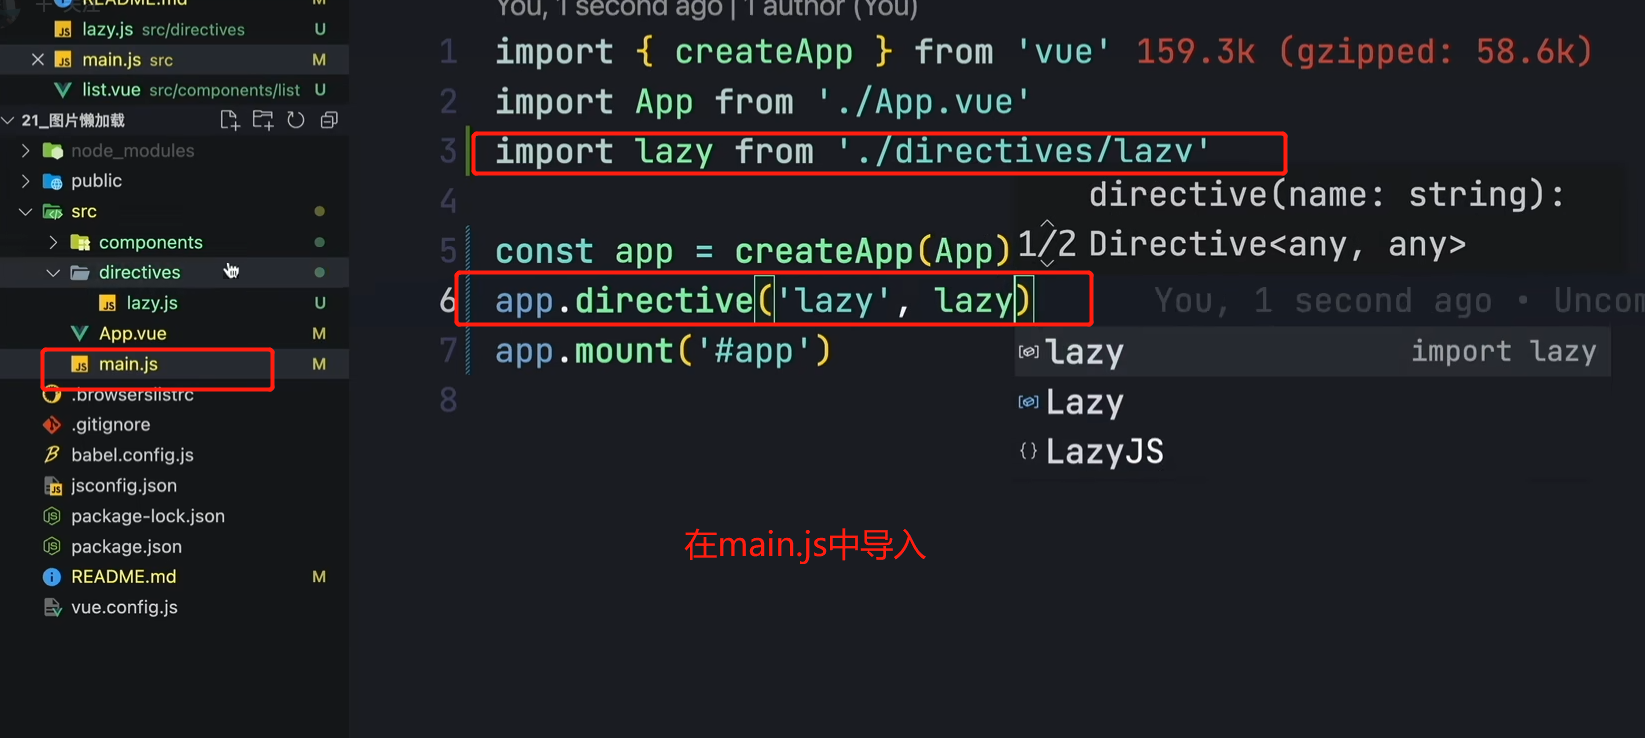 README.md M
lazy.js src/directives U
main.js src M
list.vue src/components/list U
21_图片懒加载
node_modules
public
src
components
directives
lazy.js U
App.vue M
main.js M
.browserslistrc
.gitignore
babel.config.js
jsconfig.json
package-lock.json
package.json
README.md M
vue.config.js
You, 1 second ago | 1 author (You)
1 import { createApp } from 'vue' 159.3k (gzipped: 58.6k)
2 import App from './App.vue'
3 import lazy from './directives/lazy'
4
5 const app = createApp(App)
6 app.directive('lazy', lazy)
7 app.mount('#app')
8
directive(name: string):
1/2 Directive<any, any>
You, 1 second ago • Uncom
lazy import lazy
Lazy
LazyJS
在main.js中导入